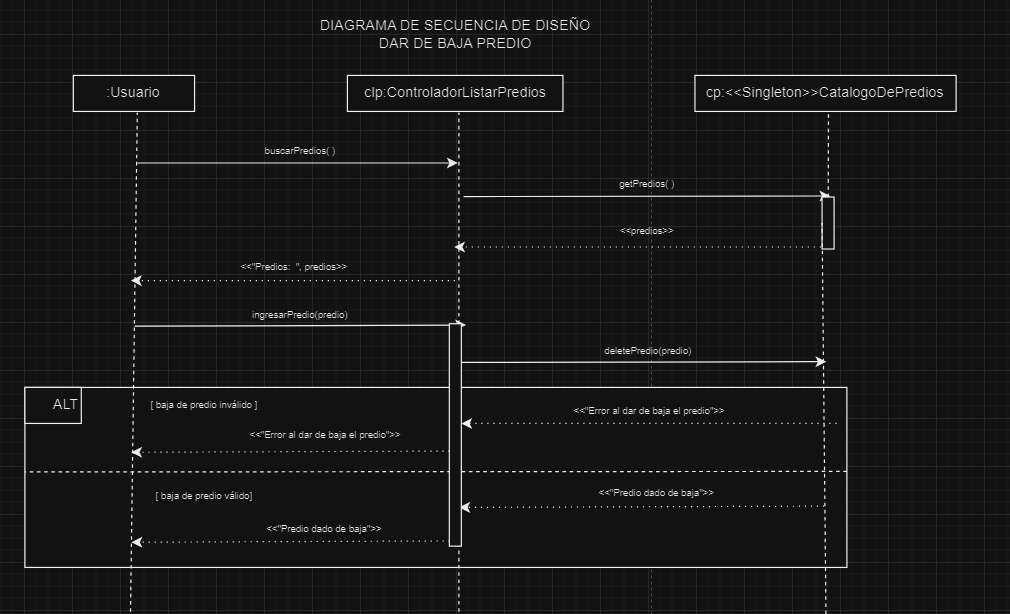 DIAGRAMA DE SECUENCIA DE DISEÑO
DAR DE BAJA PREDIO
:Usuario
clp:ControladorListarPredios
cp:<<Singleton>>CatalogoDePredios
buscarPredios( )
getPredios( )
<<predios>>
<<"Predios:  ", predios>>
ingresarPredio(predio)
deletePredio(predio)
ALT
[ baja de predio inválido ]
<<"Error al dar de baja el predio">>
<<"Error al dar de baja el predio">>
[ baja de predio válido]
<<"Predio dado de baja">>
<<"Predio dado de baja">>